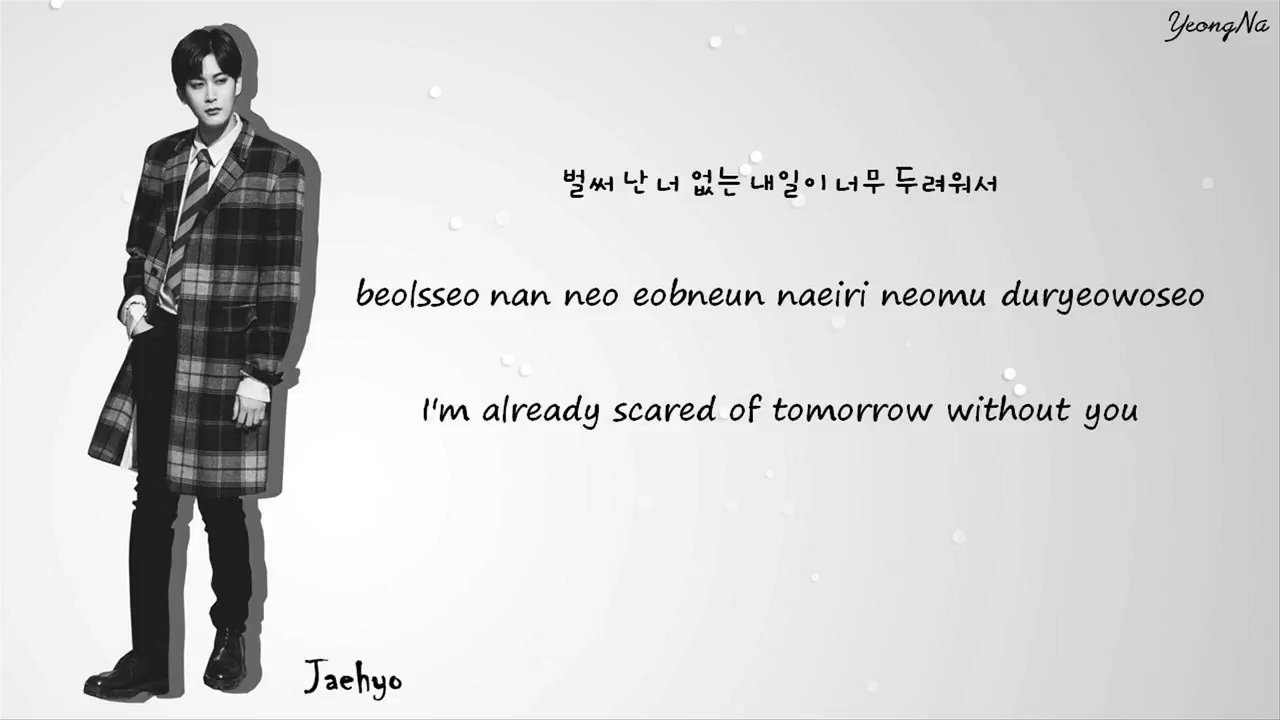 YeongNa
벌써 난 너 없는 내일이 너무 두려워서
beolsseo nan neo eobneun naeiri neomu duryeowoseo
I'm already scared of tomorrow without you
Jaehyo